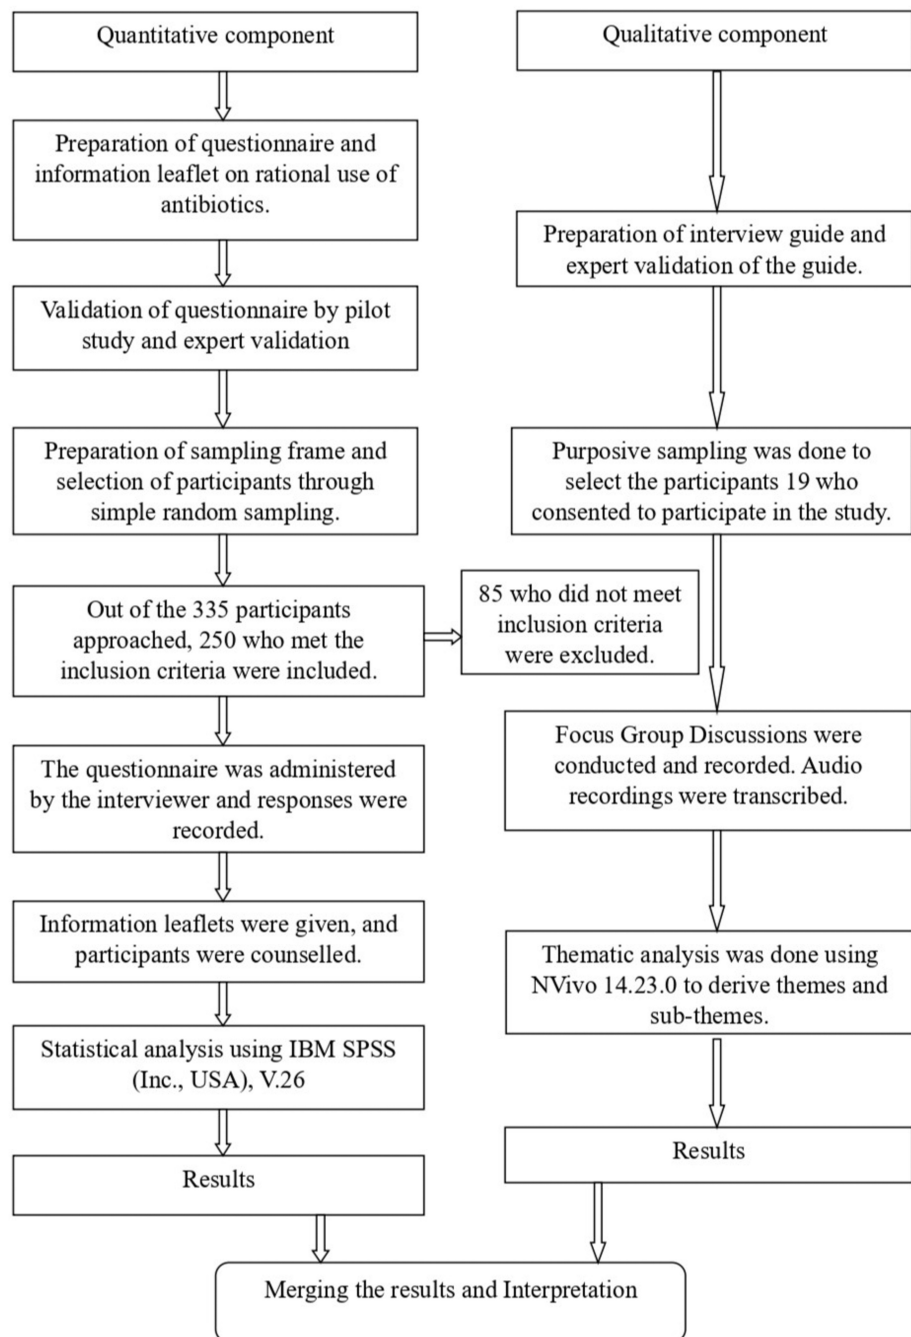 Quantitative component
Preparation of questionnaire and
information leaflet on rational use of
antibiotics.
Validation of questionnaire by pilot
study and expert validation
Preparation of sampling frame and
selection of participants through
simple random sampling.
Out of the 335 participants
approached, 250 who met the
inclusion criteria were included.
85 who did not meet
inclusion criteria
were excluded.
The questionnaire was administered
by the interviewer and responses were
recorded.
Information leaflets were given, and
participants were counselled.
Statistical analysis using IBM SPSS
(Inc., USA), V.26
Results
Qualitative component
Preparation of interview guide and
expert validation of the guide.
Purposive sampling was done to
select the participants 19 who
consented to participate in the study.
Focus Group Discussions were
conducted and recorded. Audio
recordings were transcribed.
Thematic analysis was done using
NVivo 14.23.0 to derive themes and
sub-themes.
Results
Merging the results and Interpretation